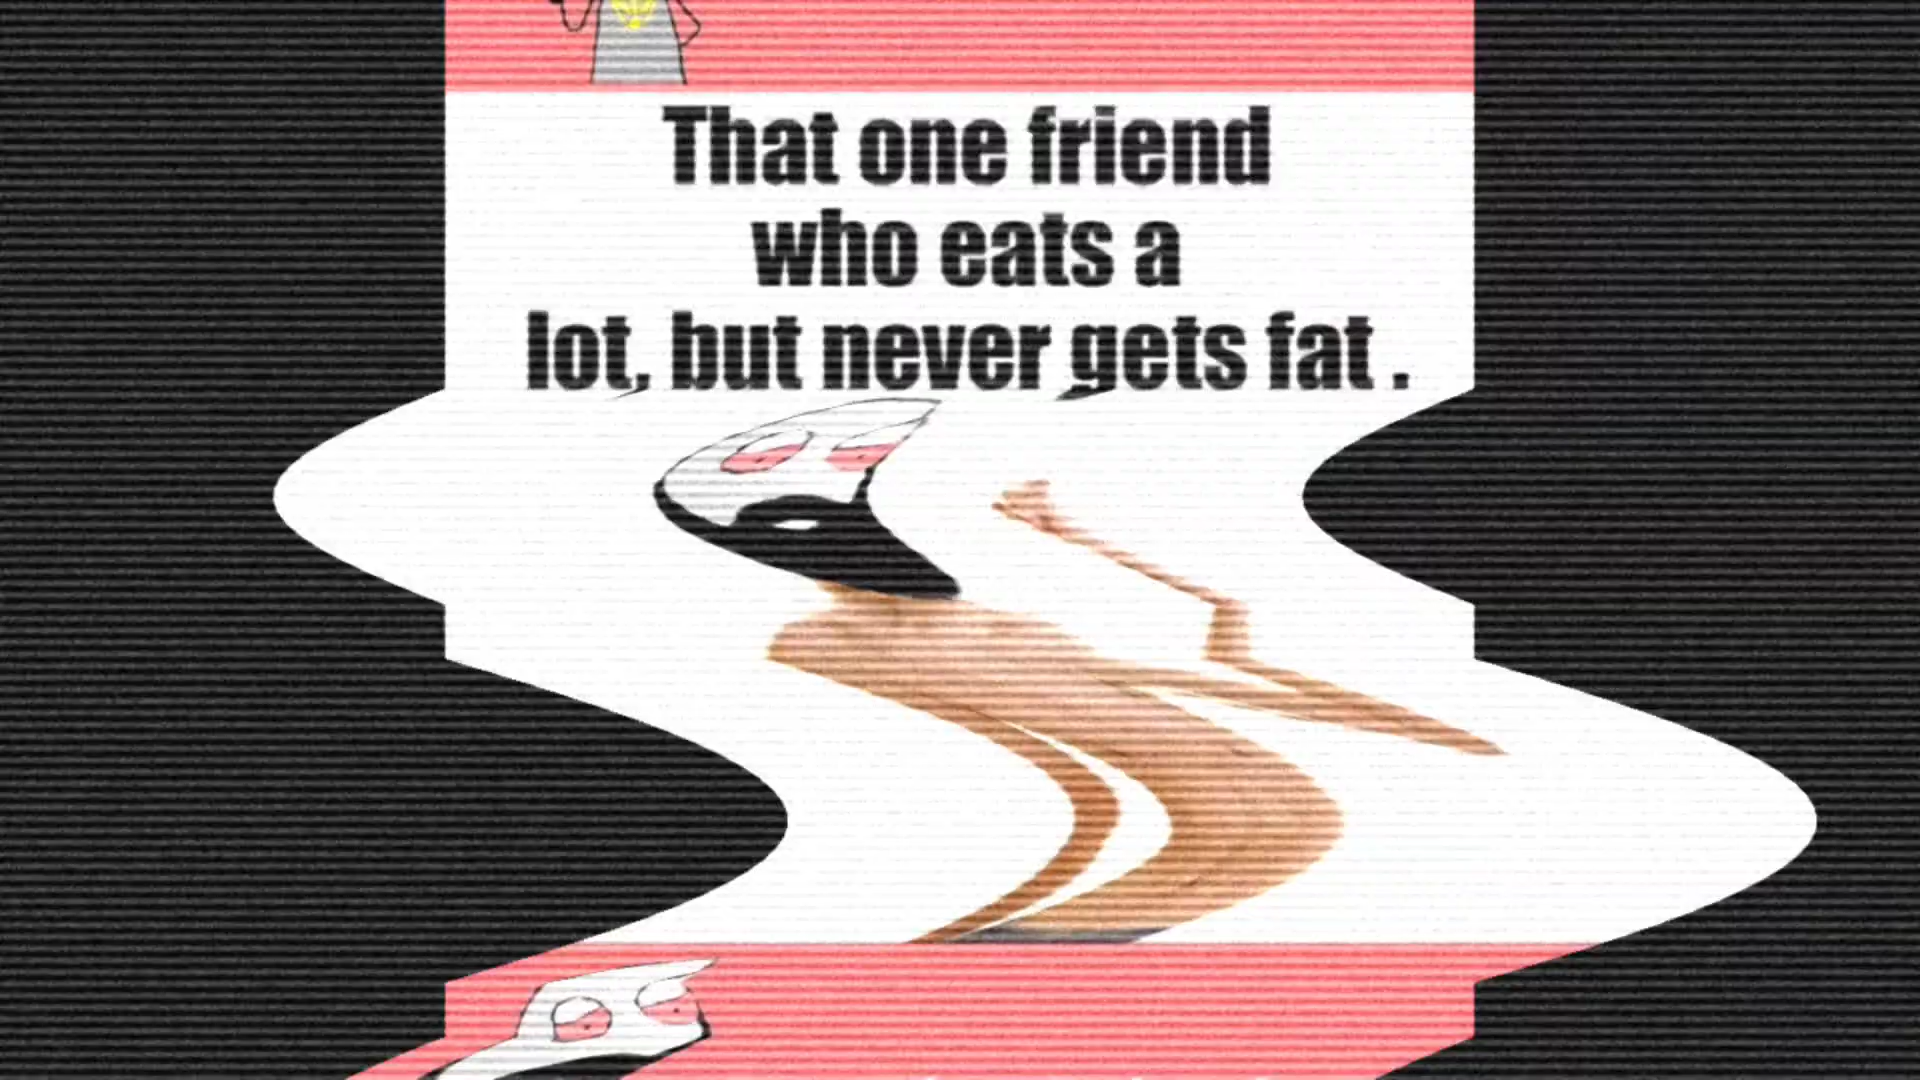 That one friend
who eats a
lot, but never gets fat .